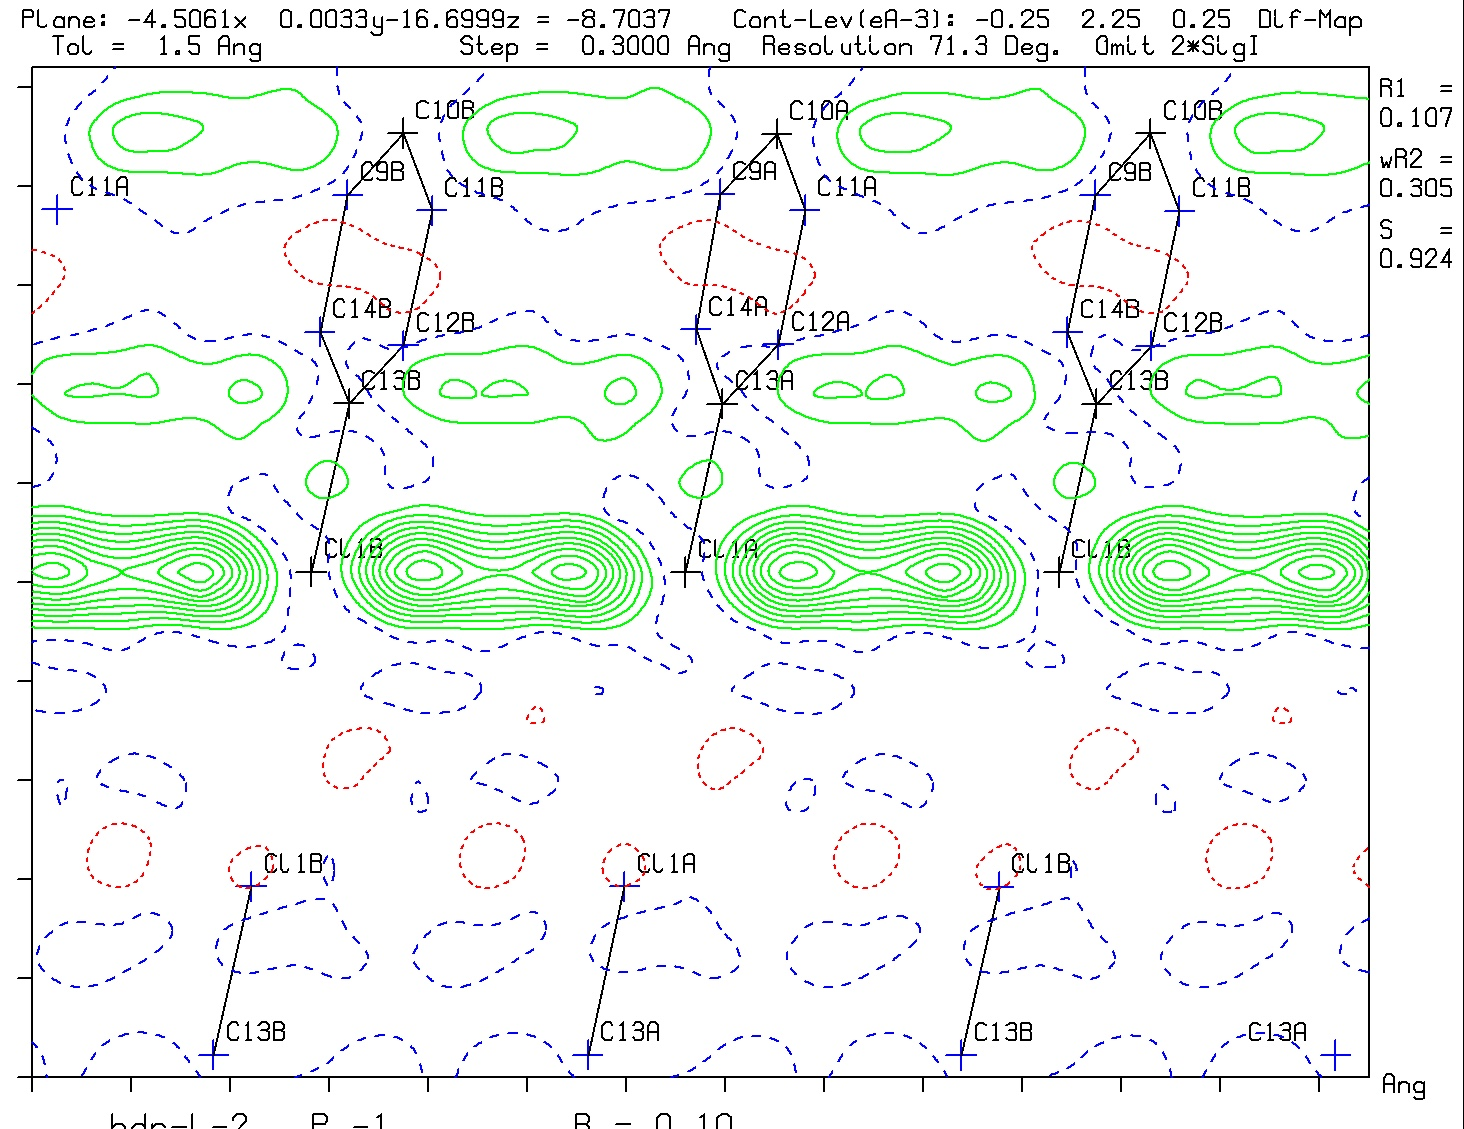 Plane: -4.5061x 0.0033y-16.6999z = -8.7037 Cont-Lev(eA-3): -0.25 2.25 0.25 Dif-Map
Tol = 1.5 Ang Step = 0.3000 Ang Resolution 71.3 Deg. Omit 2*SigI
R1 =
0.107
wR2 =
0.305
S =
0.924
C10B C10A C10B
C9B C9A C9B
C11A C11B C11A C11B
C14B C14A C14B
C12B C12A C12B
C13B C13A C13B
Cl1B Cl1A Cl1B
Cl1B Cl1A Cl1B
C13B C13A C13B C13A
Ang
P -1